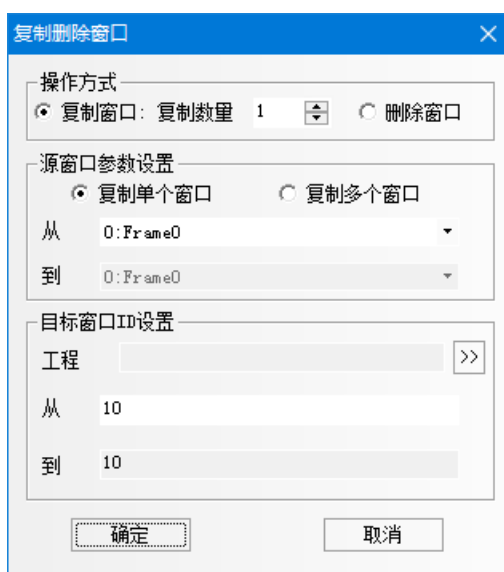 复制删除窗口
操作方式
复制窗口: 复制数量 1 删除窗口
源窗口参数设置
复制单个窗口 复制多个窗口
从 0:Frame0
到 0:Frame0
目标窗口ID设置
工程 >>
从 10
到 10
确定 取消